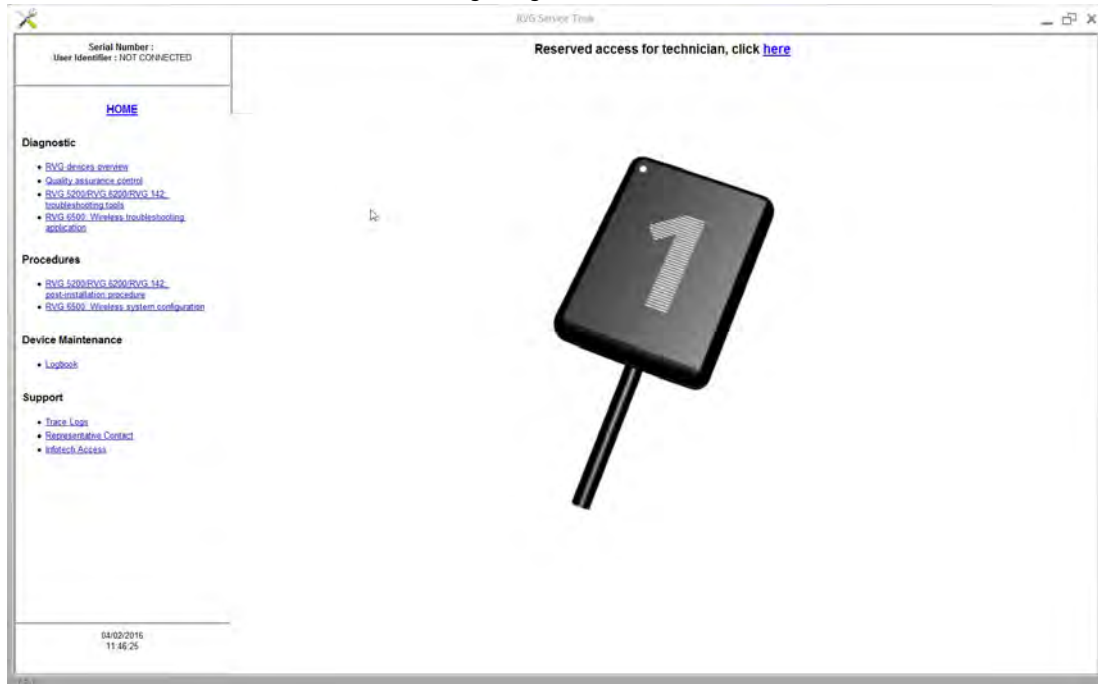 RVG Service Tools
Serial Number :
User Identifier : NOT CONNECTED
Reserved access for technician, click here
HOME
Diagnostic
• RVG devices overview
• Quality assurance control
• RVG 5200/RVG 6200/RVG 142:
troubleshooting tools
• RVG 6500: Wireless troubleshooting
application
1
Procedures
• RVG 5200/RVG 6200/RVG 142:
post-installation procedure
• RVG 6500: Wireless system configuration
Device Maintenance
• Logbook
Support
• Trace Logs
• Representative Contact
• Infotech Access
04/02/2016
11:46:25